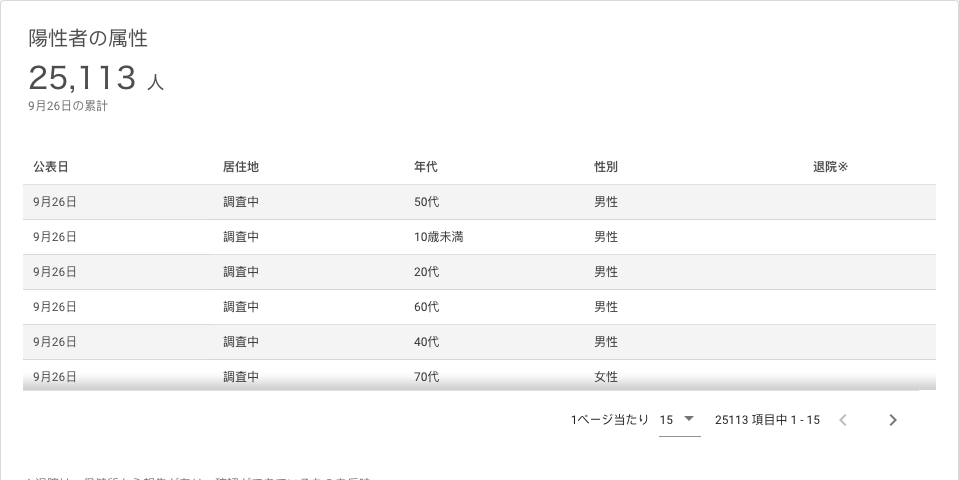 陽性者の属性
25,113 人
9月26日の累計
公表日 居住地 年代 性別 退院※
9月26日 調査中 50代 男性
9月26日 調査中 10歳未満 男性
9月26日 調査中 20代 男性
9月26日 調査中 60代 男性
9月26日 調査中 40代 男性
9月26日 調査中 70代 女性
1ページ当たり 15 25113 項目中 1 - 15